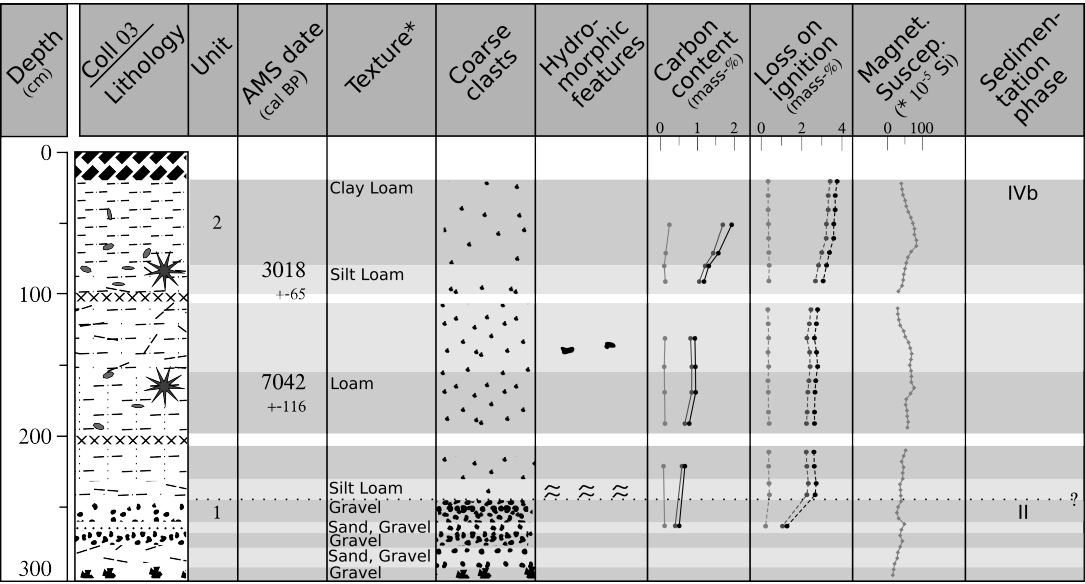 Depth
(cm)
Coll 03
Lithology
Unit
AMS date
(cal BP)
Texture*
Coarse
clasts
Hydro-
morphic
features
Carbon
content
(mass-%)
Loss on
ignition
(mass-%)
Magnet.
Suscep.
(* 10⁻⁵ Si)
Sedimen-
tation
phase
0 1 2 0 2 4 0 100
0
Clay Loam
IVb
2
3018
+-65
Silt Loam
100
7042
+-116
Loam
200
Silt Loam
?
1
Gravel
II
Sand, Gravel
Gravel
Sand, Gravel
300
Gravel